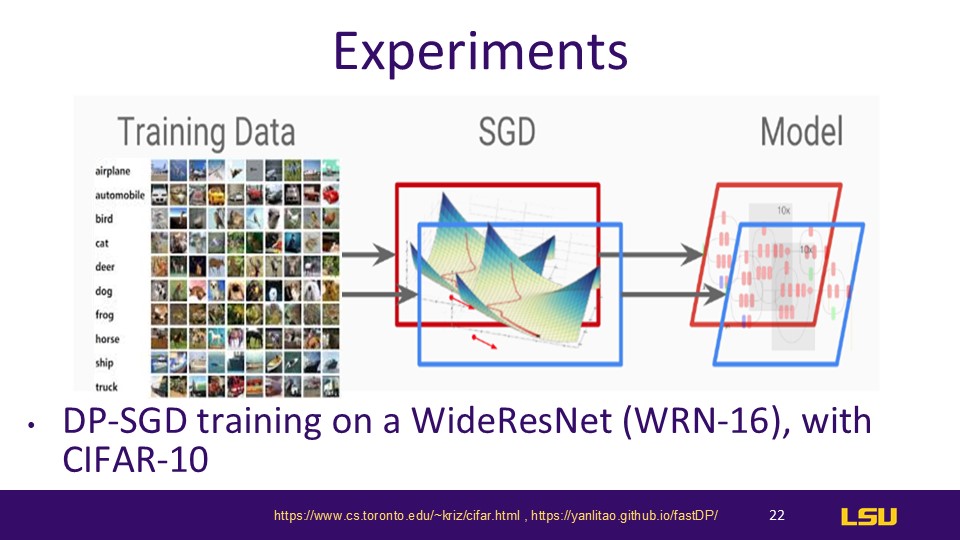 Experiments
Training Data
SGD
Model
airplane
automobile
bird
cat
deer
dog
frog
horse
ship
truck
10x
10x
• DP-SGD training on a WideResNet (WRN-16), with
CIFAR-10
https://www.cs.toronto.edu/~kriz/cifar.html , https://yanlitao.github.io/fastDP/
22
LSU